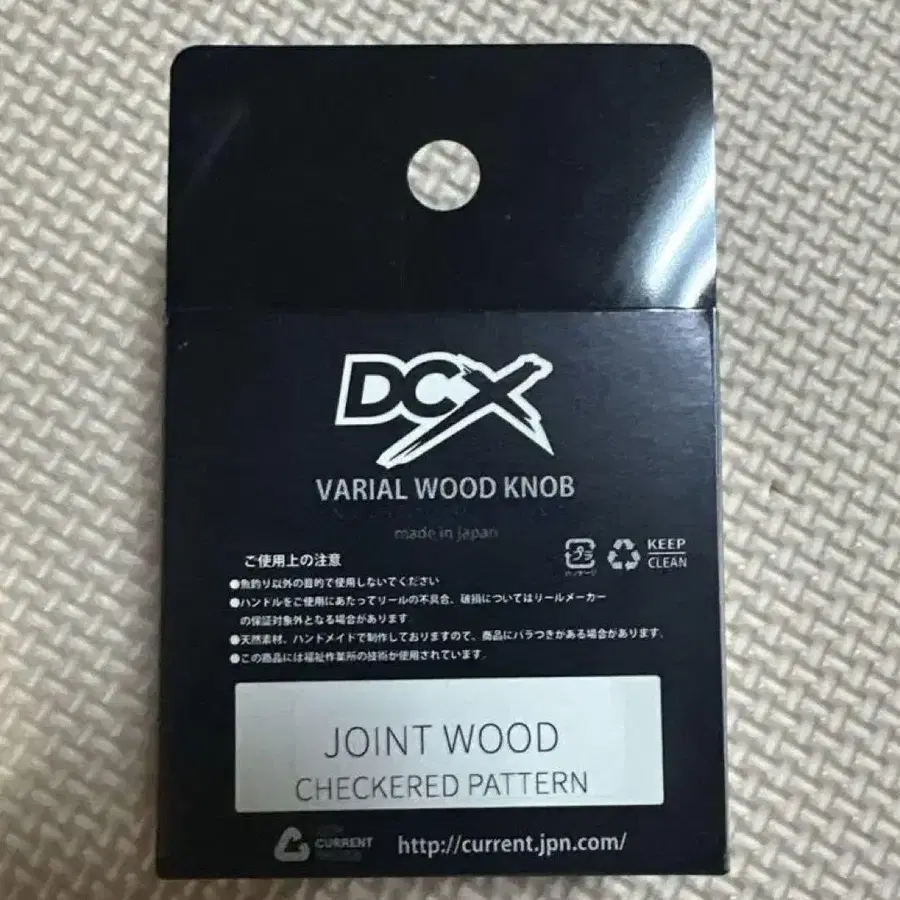 DCX
VARIAL WOOD KNOB
made in japan
ご使用上の注意
プラ
KEEP
CLEAN
●魚釣り以外の目的で使用しないでください
●ハンドルをご使用にあたってリールの不具合、破損についてはリールメーカー
の保証対象外となる場合があります
●天然素材、ハンドメイドで制作しておりますので、商品にバラつきがある場合があります.
●この商品には福祉作業所の技術が使用されています.
JOINT WOOD
CHECKERED PATTERN
CURRENT
http://current.jpn.com/